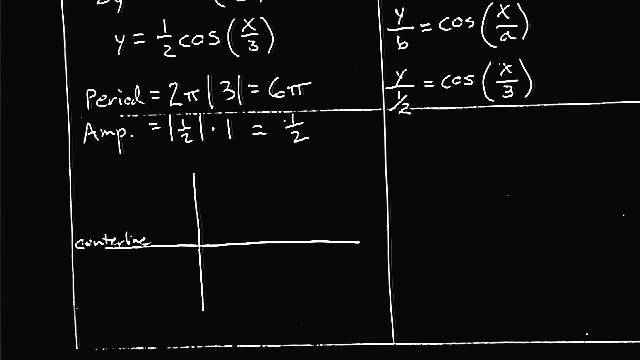 y = 1/2 cos(x/3)
Period = 2π|3| = 6π
Amp. = |1/2| · 1 = 1/2
centerline
y/b = cos(x/a)
y/(1/2) = cos(x/3)